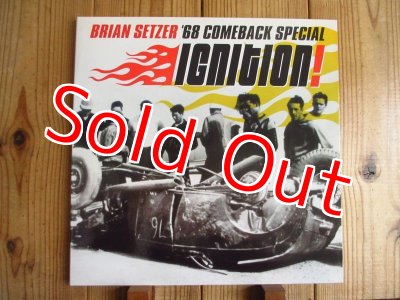 BRIAN SETZER '68 COMEBACK SPECIAL
IGNITION!
Sold Out